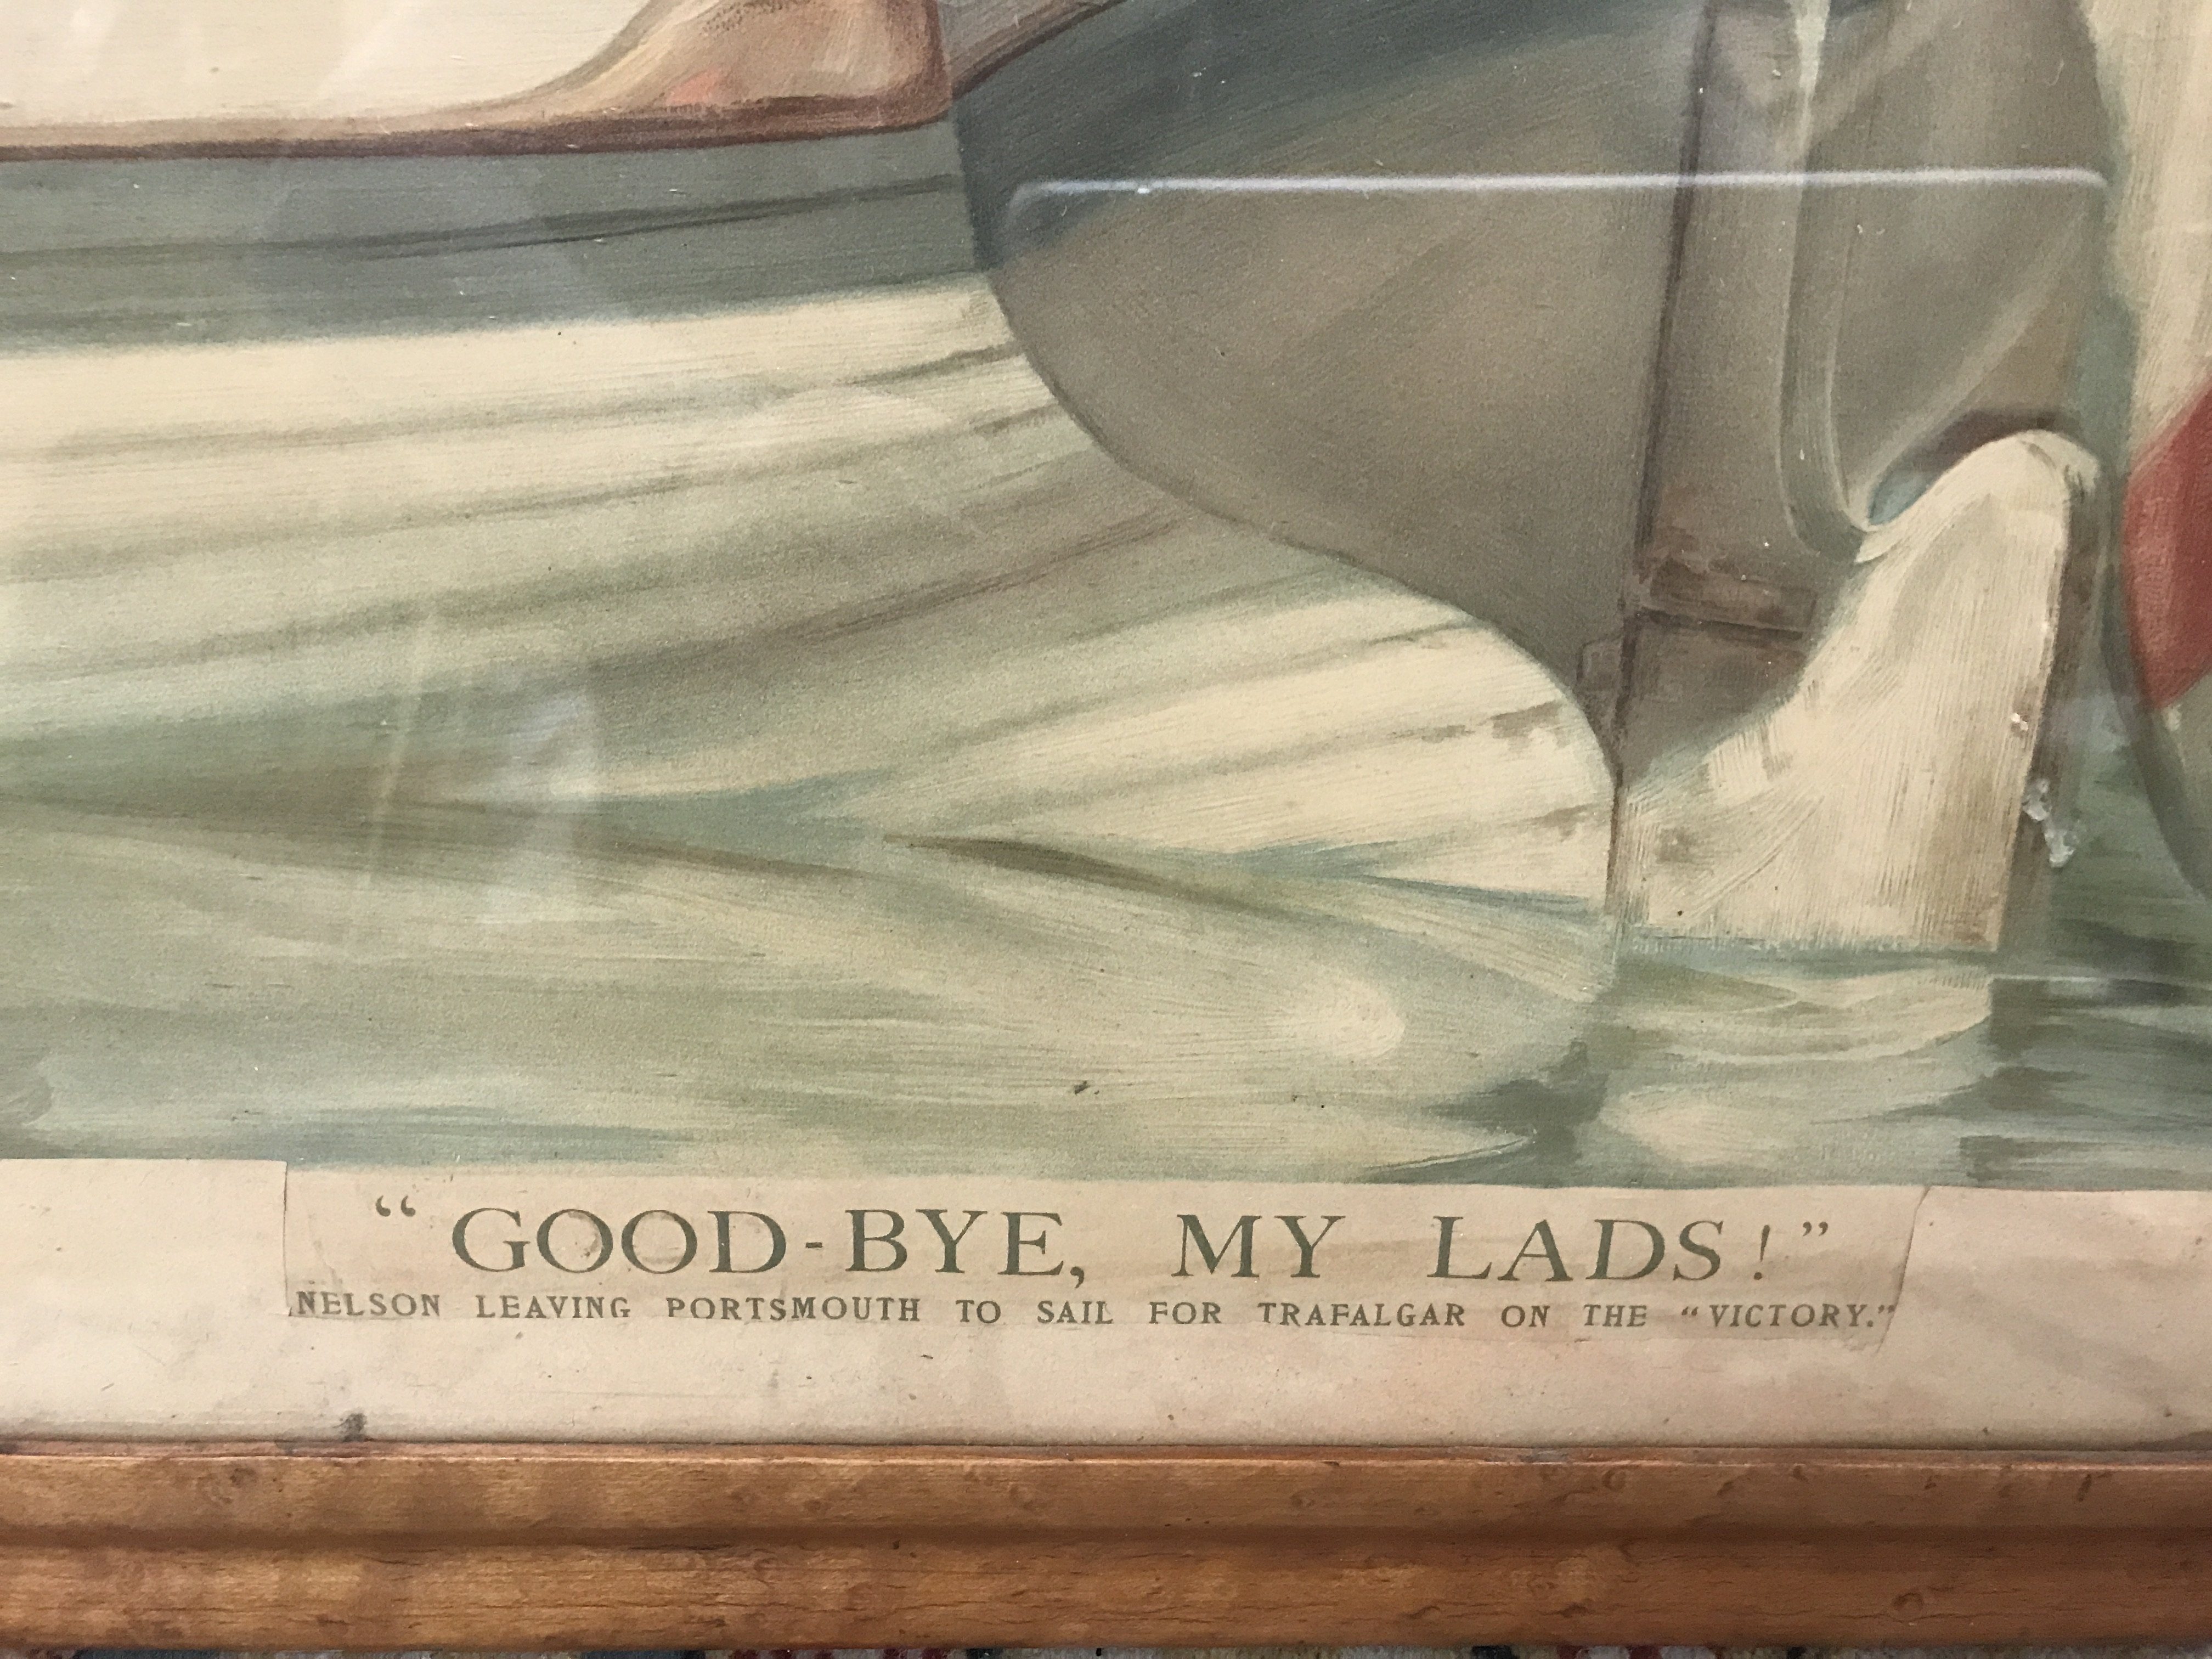 “GOOD-BYE, MY LADS!”
NELSON LEAVING PORTSMOUTH TO SAIL FOR TRAFALGAR ON THE “VICTORY.”